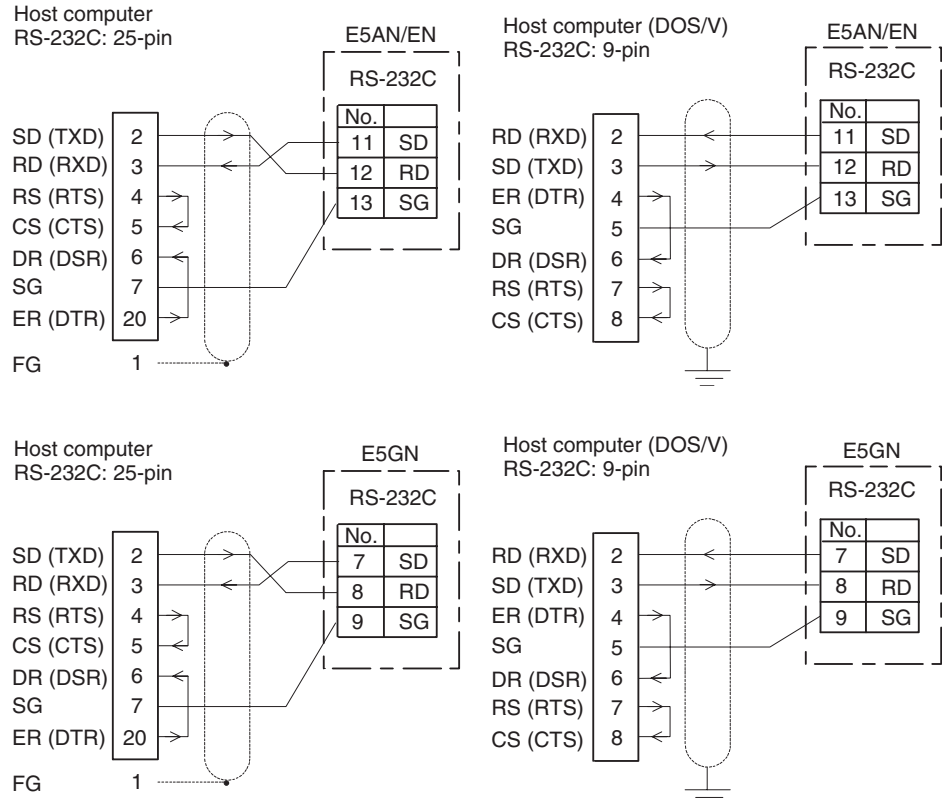 Host computer
RS-232C: 25-pin
E5AN/EN
RS-232C
No.
SD (TXD) 2
11 SD
RD (RXD) 3
12 RD
RS (RTS) 4
13 SG
CS (CTS) 5
DR (DSR) 6
SG 7
ER (DTR) 20
FG 1
Host computer (DOS/V)
RS-232C: 9-pin
E5AN/EN
RS-232C
No.
RD (RXD) 2
11 SD
SD (TXD) 3
12 RD
ER (DTR) 4
13 SG
SG 5
DR (DSR) 6
RS (RTS) 7
CS (CTS) 8
Host computer
RS-232C: 25-pin
E5GN
RS-232C
No.
SD (TXD) 2
7 SD
RD (RXD) 3
8 RD
RS (RTS) 4
9 SG
CS (CTS) 5
DR (DSR) 6
SG 7
ER (DTR) 20
FG 1
Host computer (DOS/V)
RS-232C: 9-pin
E5GN
RS-232C
No.
RD (RXD) 2
7 SD
SD (TXD) 3
8 RD
ER (DTR) 4
9 SG
SG 5
DR (DSR) 6
RS (RTS) 7
CS (CTS) 8